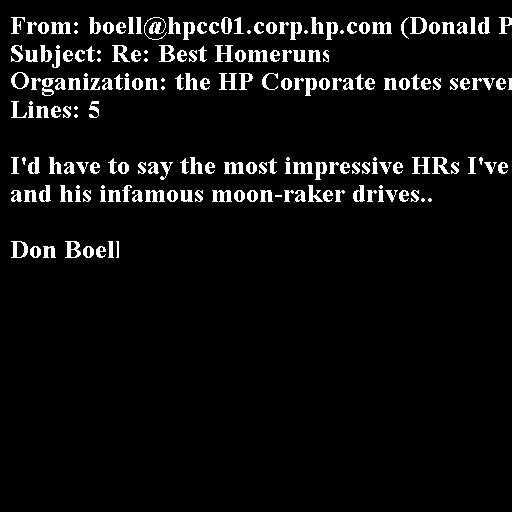 From: boell@hpcc01.corp.hp.com (Donald P
Subject: Re: Best Homeruns
Organization: the HP Corporate notes server
Lines: 5

I'd have to say the most impressive HRs I've
and his infamous moon-raker drives..

Don Boell